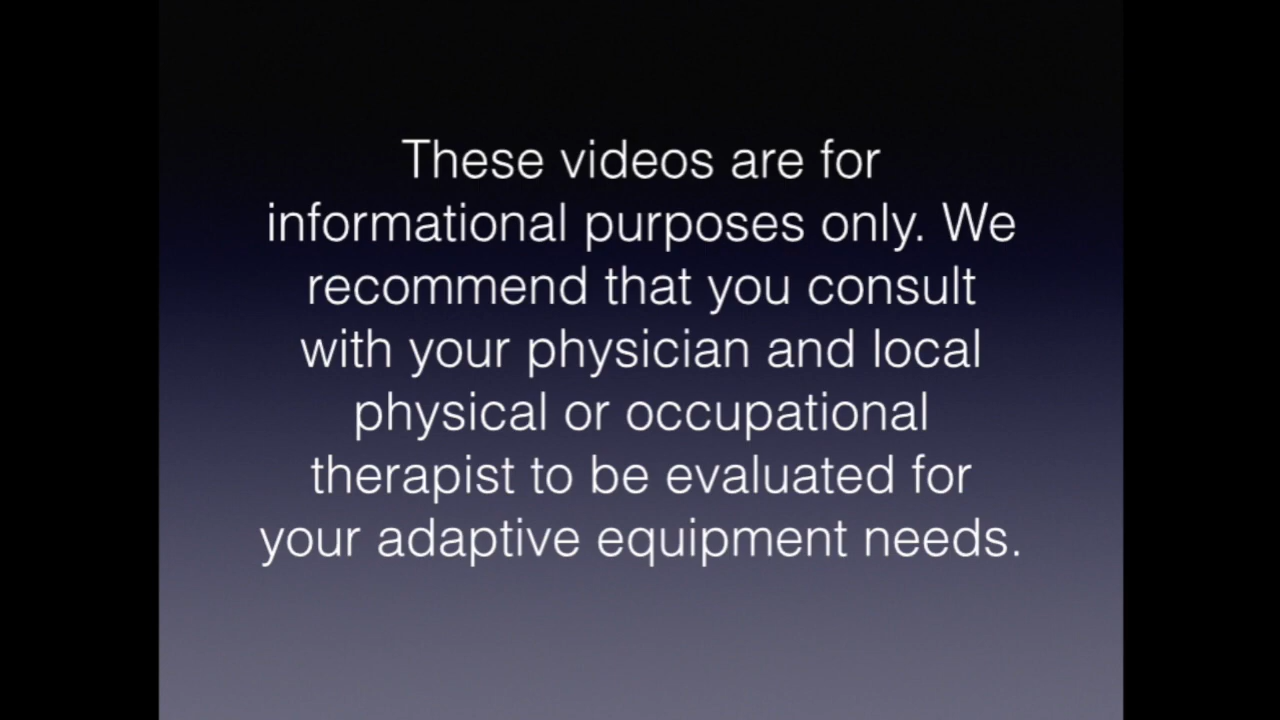 These videos are for
informational purposes only. We
recommend that you consult
with your physician and local
physical or occupational
therapist to be evaluated for
your adaptive equipment needs.